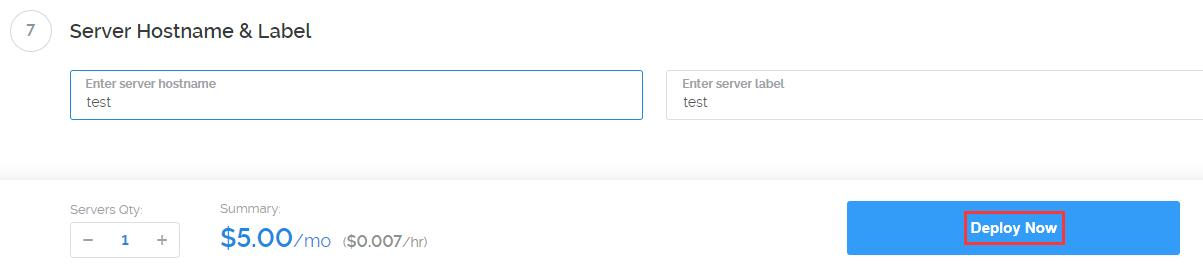 7 Server Hostname & Label
Enter server hostname Enter server label
test test
Servers Qty: Summary:
− 1 + $5.00/mo ($0.007/hr)
Deploy Now